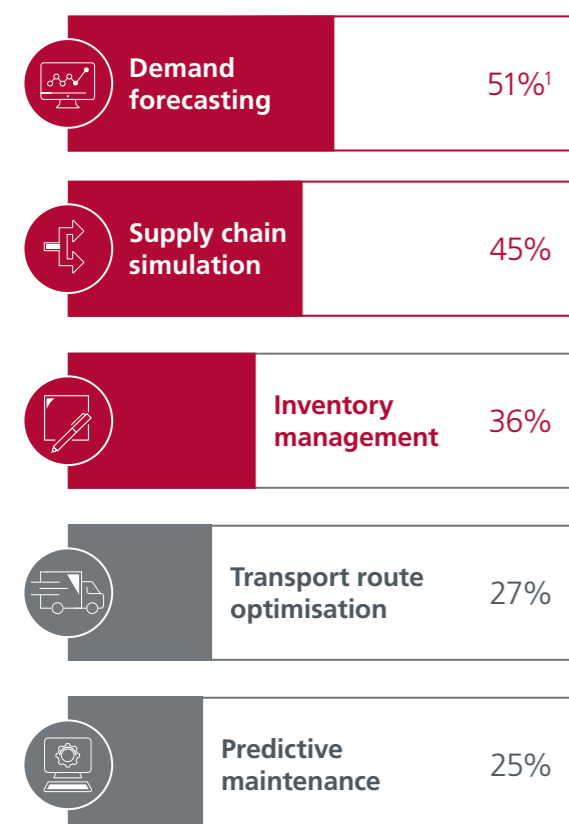 Demand
forecasting
51%¹
Supply chain
simulation
45%
Inventory
management
36%
Transport route
optimisation
27%
Predictive
maintenance
25%